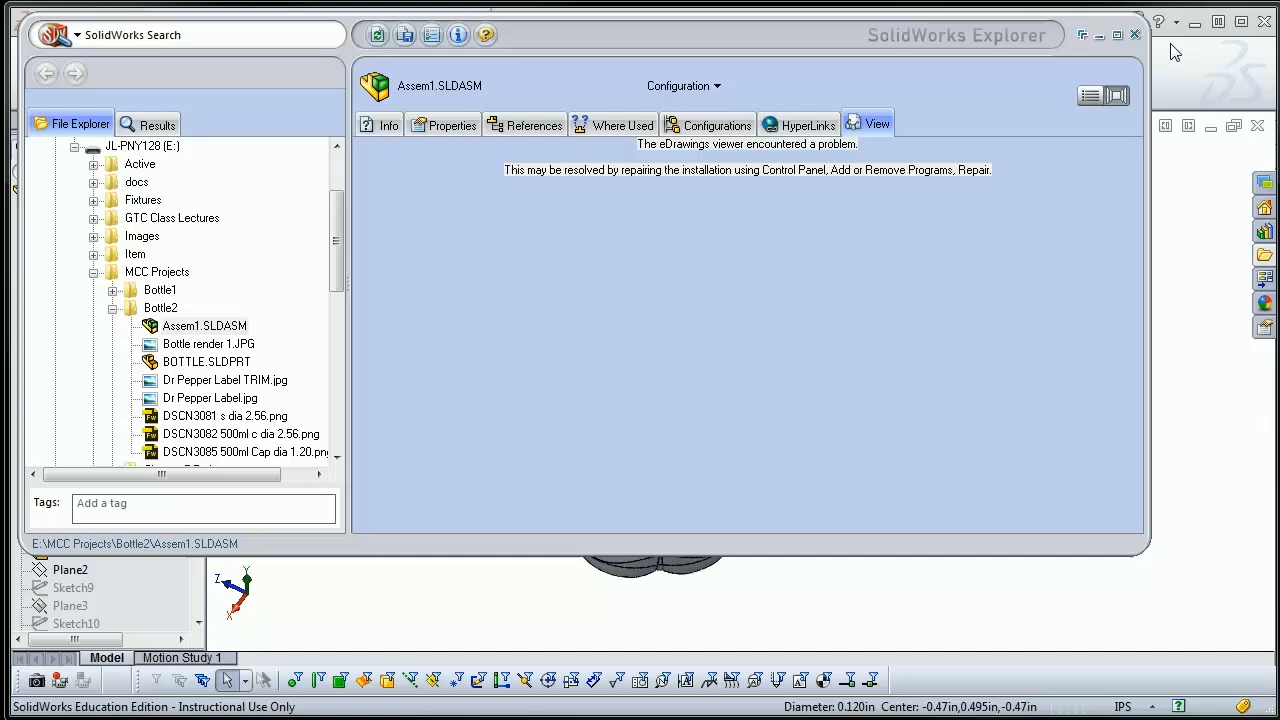 SolidWorks Search
SolidWorks Explorer
Assem1.SLDASM
Configuration
File Explorer
Results
Info
Properties
References
Where Used
Configurations
HyperLinks
View
The eDrawings viewer encountered a problem.
This may be resolved by repairing the installation using Control Panel, Add or Remove Programs, Repair.
JL-PNY128 (E:)
Active
docs
Fixtures
GTC Class Lectures
Images
Item
MCC Projects
Bottle1
Bottle2
Assem1.SLDASM
Bottle render 1.JPG
BOTTLE.SLDPRT
Dr Pepper Label TRIM.jpg
Dr Pepper Label.jpg
DSCN3081 s dia 2.56.png
DSCN3082 500ml c dia 2.56.png
DSCN3085 500ml Cap dia 1.20.png
Tags:
Add a tag
E:\MCC Projects\Bottle2\Assem1.SLDASM
Plane2
Sketch9
Plane3
Sketch10
Z
Y
X
Model
Motion Study 1
SolidWorks Education Edition - Instructional Use Only
Diameter: 0.120in Center: -0.47in,0.495in,-0.47in
IPS